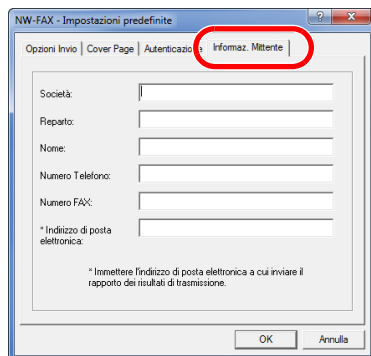 NW-FAX - Impostazioni predefinite
Opzioni Invio Cover Page Autenticazione Informaz. Mittente
Società:
Reparto:
Nome:
Numero Telefono:
Numero FAX:
* Indirizzo di posta
elettronica:
* Immettere l'indirizzo di posta elettronica a cui inviare il
rapporto dei risultati di trasmissione.
OK Annulla